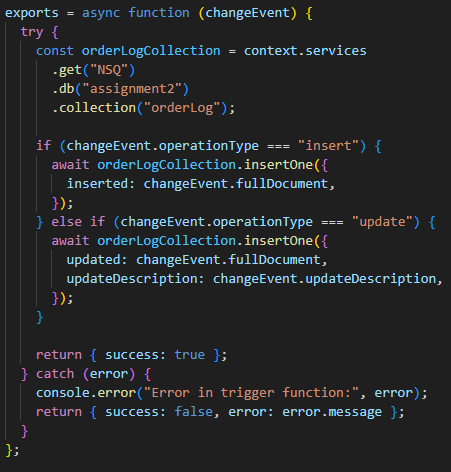 exports = async function (changeEvent) {
  try {
    const orderLogCollection = context.services
      .get("NSQ")
      .db("assignment2")
      .collection("orderLog");

    if (changeEvent.operationType === "insert") {
      await orderLogCollection.insertOne({
        inserted: changeEvent.fullDocument,
      });
    } else if (changeEvent.operationType === "update") {
      await orderLogCollection.insertOne({
        updated: changeEvent.fullDocument,
        updateDescription: changeEvent.updateDescription,
      });
    }

    return { success: true };
  } catch (error) {
    console.error("Error in trigger function:", error);
    return { success: false, error: error.message };
  }
};